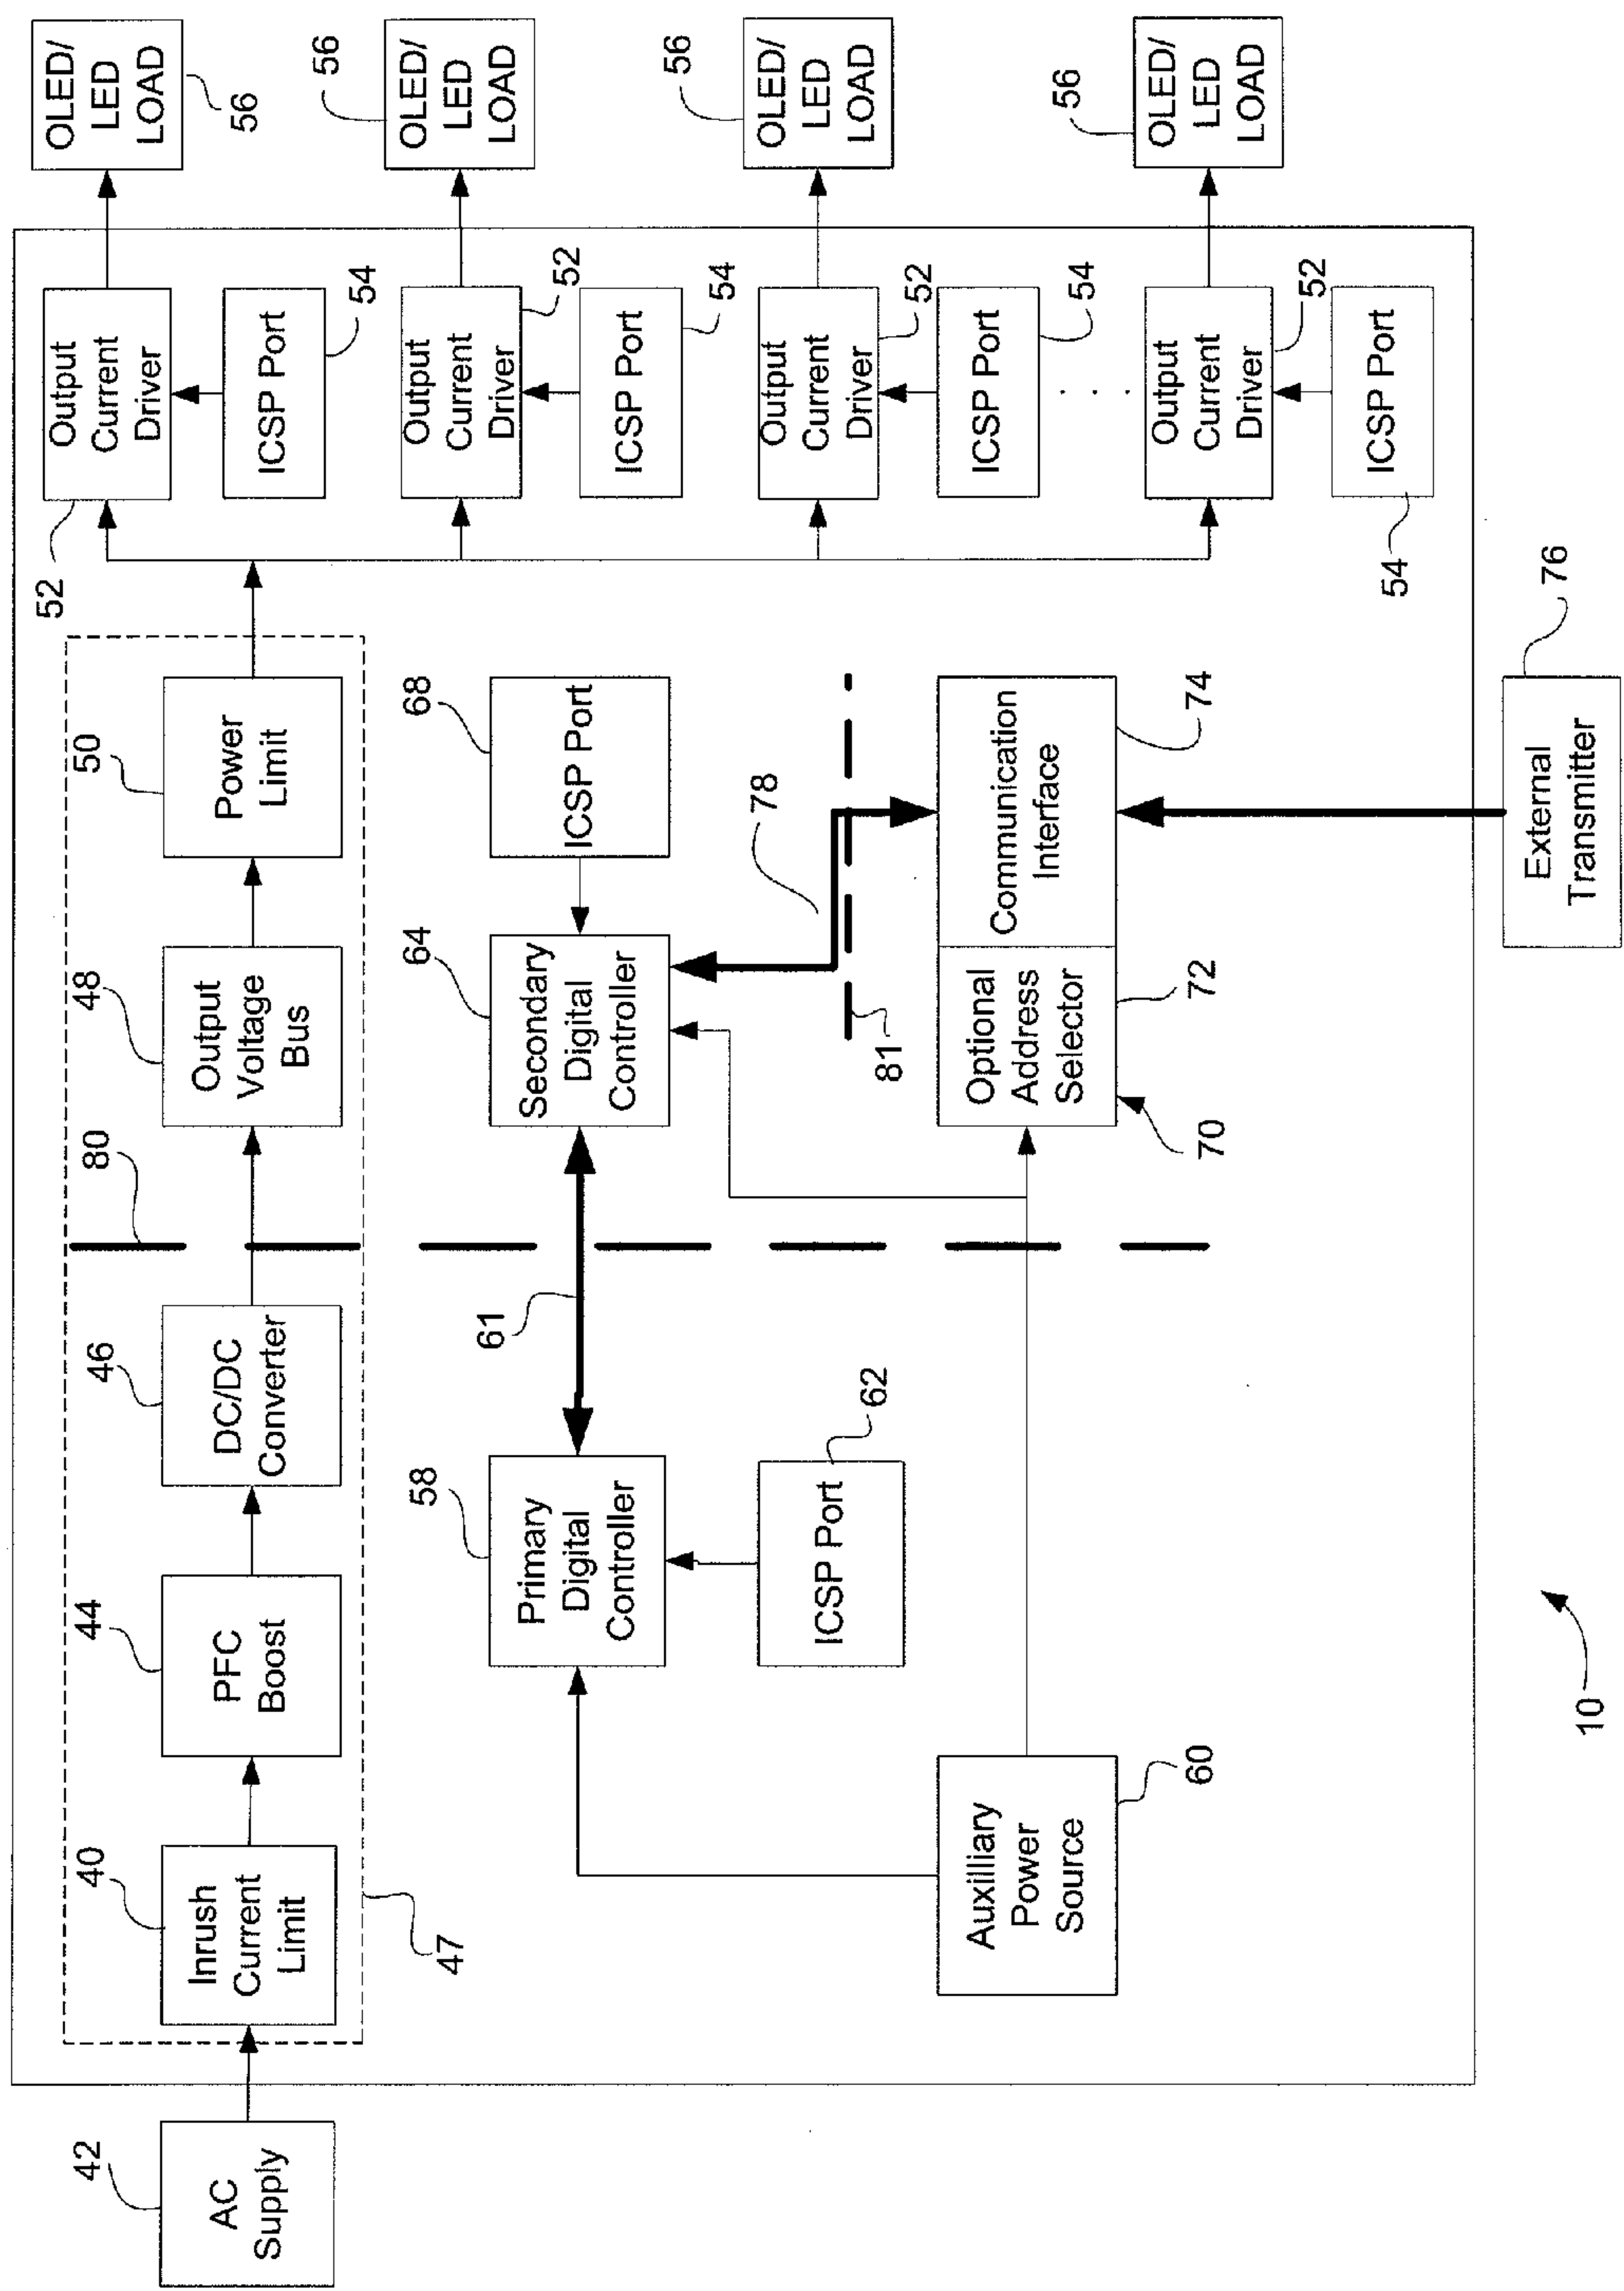 42
AC
Supply
40
Inrush
Current
Limit
44
PFC
Boost
46
DC/DC
Converter
80
48
Output
Voltage
Bus
50
Power
Limit
47
52
Output
Current
Driver
ICSP Port
54
OLED/
LED
LOAD
56
Output
Current
Driver
52
ICSP Port
54
OLED/
LED
LOAD
56
Output
Current
Driver
52
ICSP Port
54
OLED/
LED
LOAD
56
. . .
Output
Current
Driver
52
ICSP Port
54
OLED/
LED
LOAD
56
58
Primary
Digital
Controller
61
64
Secondary
Digital
Controller
68
ICSP Port
62
ICSP Port
78
81
Auxilliary
Power
Source
60
Optional
Address
Selector
72
70
Communication
Interface
74
External
Transmitter
76
10